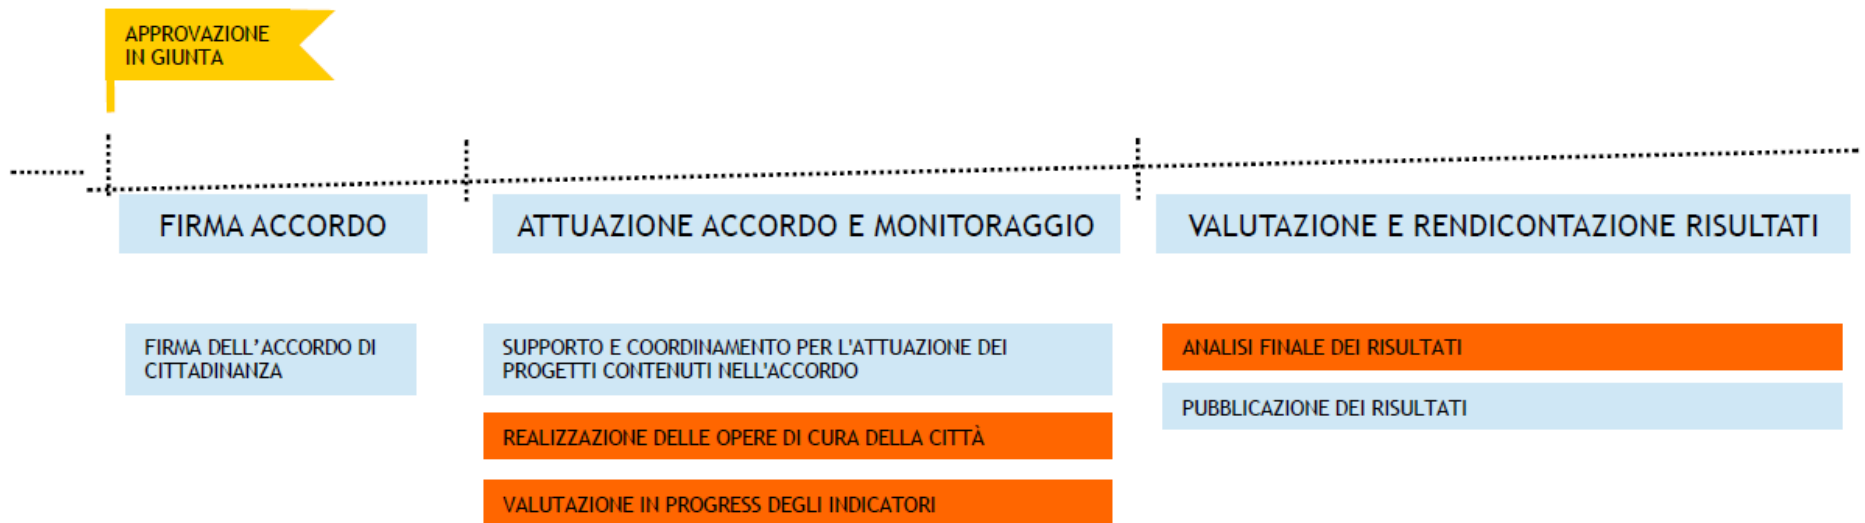 APPROVAZIONE
IN GIUNTA
FIRMA ACCORDO
ATTUAZIONE ACCORDO E MONITORAGGIO
VALUTAZIONE E RENDICONTAZIONE RISULTATI
FIRMA DELL'ACCORDO DI
CITTADINANZA
SUPPORTO E COORDINAMENTO PER L'ATTUAZIONE DEI
PROGETTI CONTENUTI NELL'ACCORDO
REALIZZAZIONE DELLE OPERE DI CURA DELLA CITTÀ
VALUTAZIONE IN PROGRESS DEGLI INDICATORI
ANALISI FINALE DEI RISULTATI
PUBBLICAZIONE DEI RISULTATI